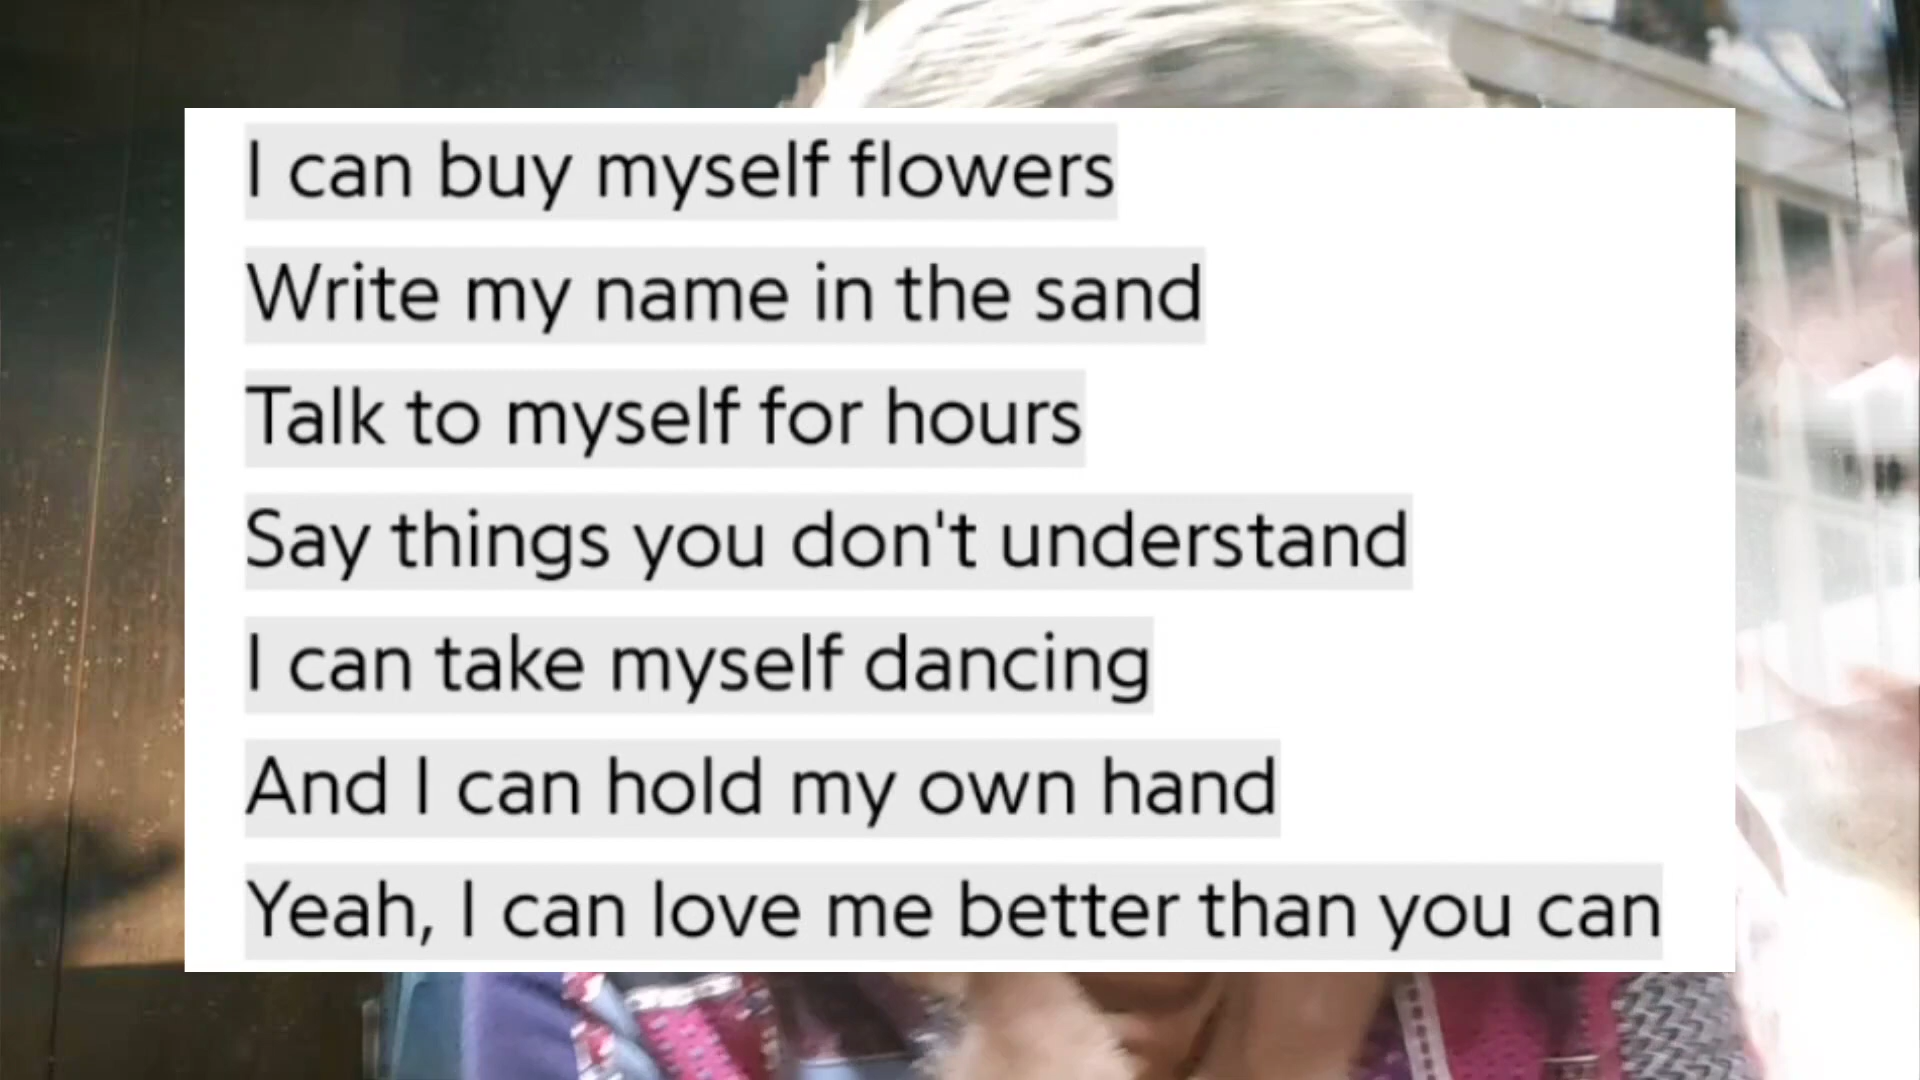 I can buy myself flowers
Write my name in the sand
Talk to myself for hours
Say things you don't understand
I can take myself dancing
And I can hold my own hand
Yeah, I can love me better than you can